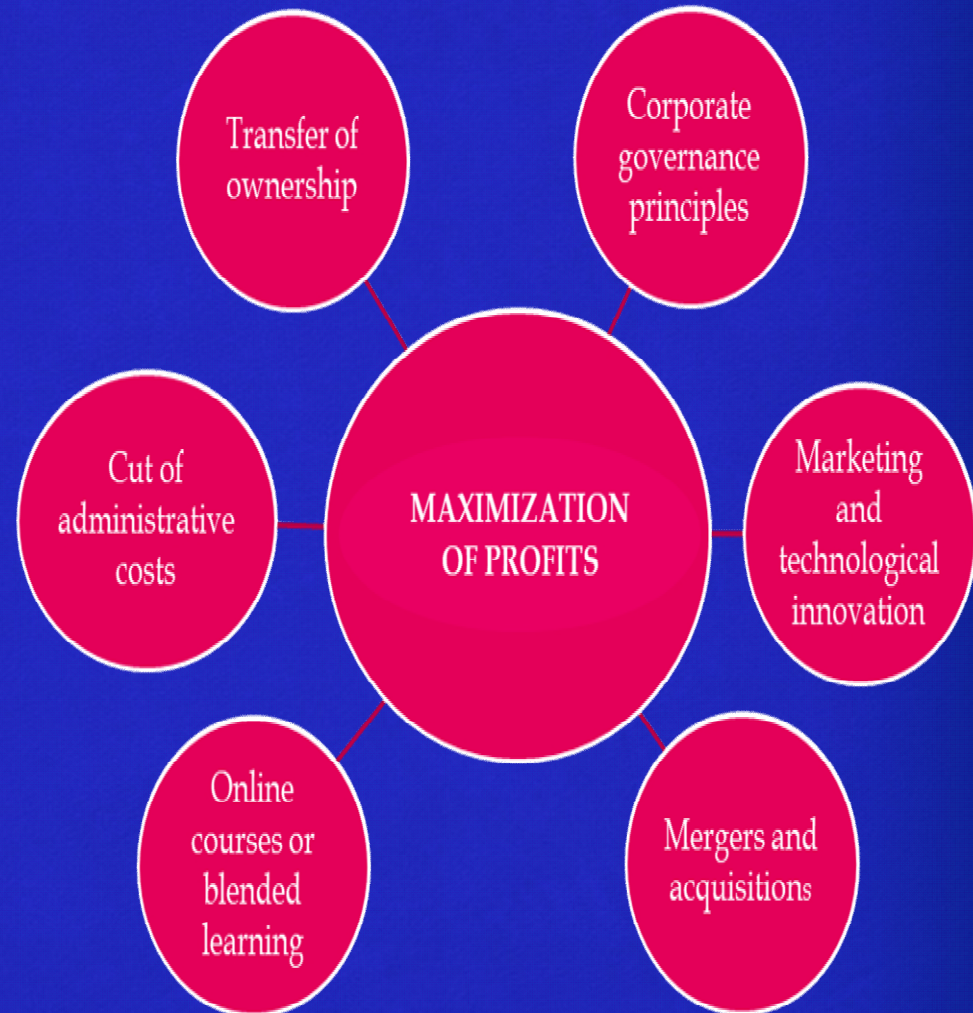 Transfer of
ownership
Corporate
governance
principles
Cut of
administrative
costs
MAXIMIZATION
OF PROFITS
Marketing
and
technological
innovation
Online
courses or
blended
learning
Mergers and
acquisitions